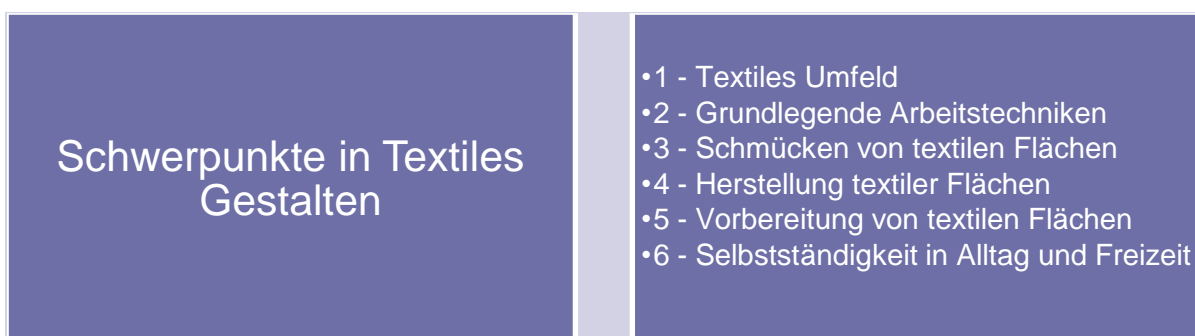 Schwerpunkte in Textiles
Gestalten
•1 - Textiles Umfeld
•2 - Grundlegende Arbeitstechniken
•3 - Schmücken von textilen Flächen
•4 - Herstellung textiler Flächen
•5 - Vorbereitung von textilen Flächen
•6 - Selbstständigkeit in Alltag und Freizeit